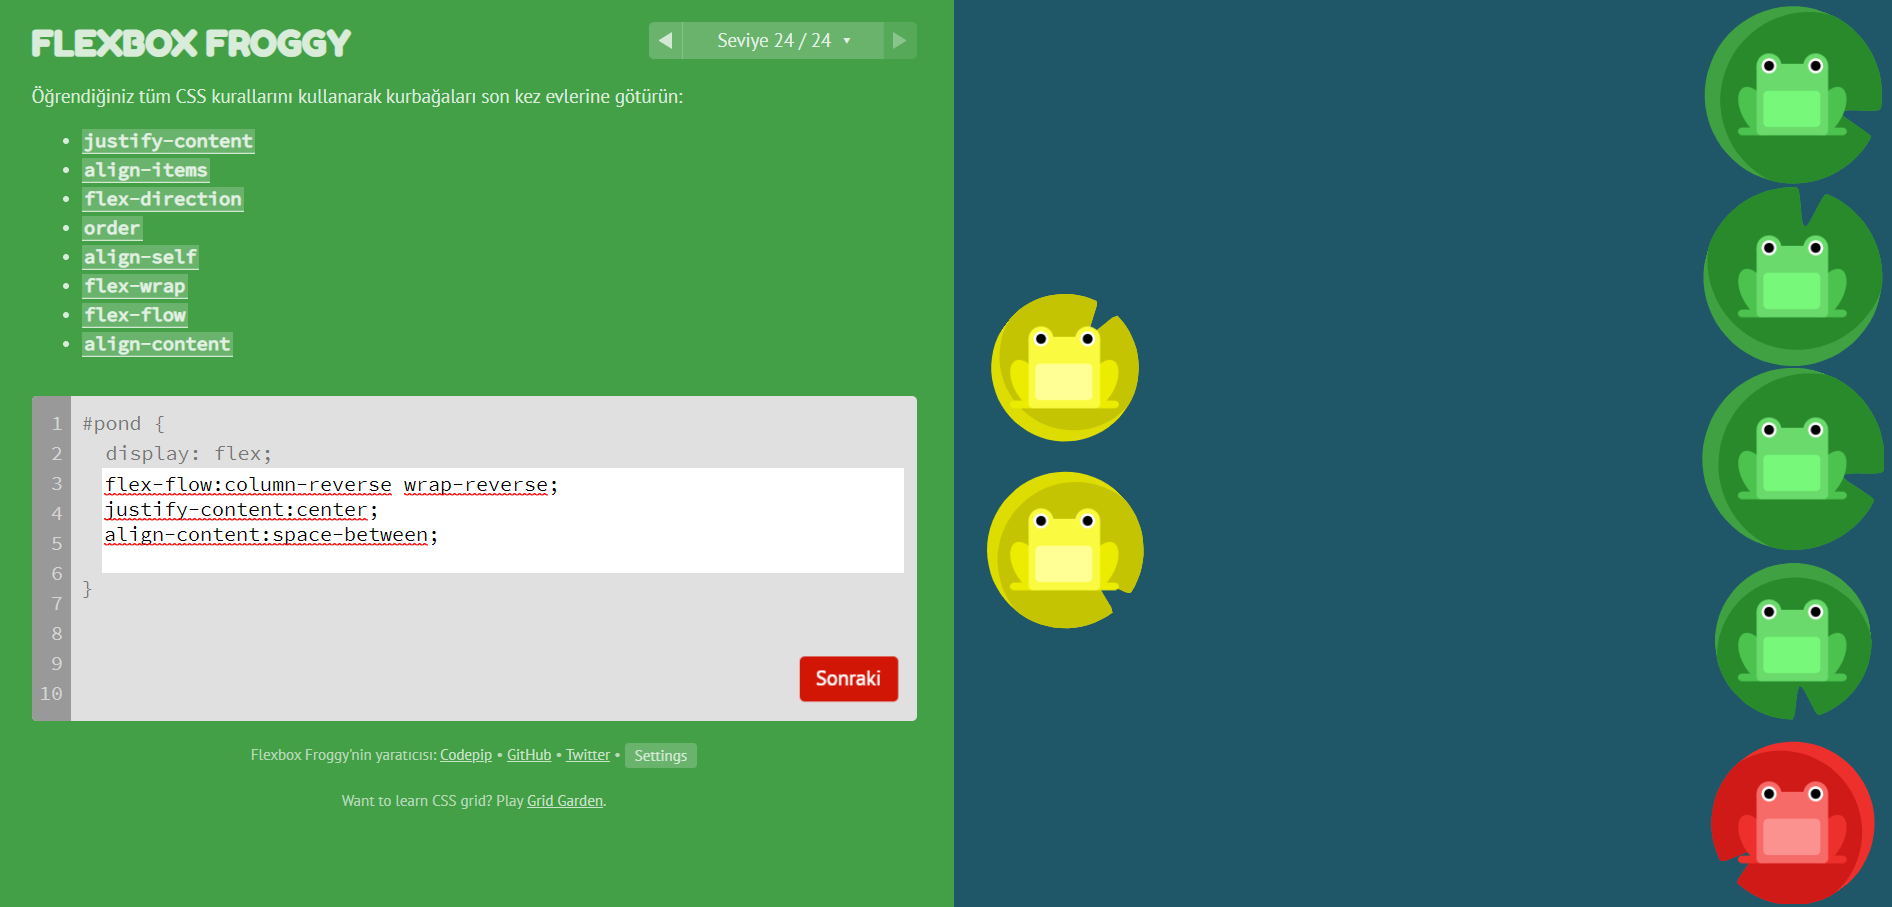 FLEXBOX FROGGY
Seviye 24 / 24
Öğrendiğiniz tüm CSS kurallarını kullanarak kurbağaları son kez evlerine götürün:
justify-content
align-items
flex-direction
order
align-self
flex-wrap
flex-flow
align-content
1 #pond {
2 display: flex;
3 flex-flow:column-reverse wrap-reverse;
4 justify-content:center;
5 align-content:space-between;
6 }
7
8
9
10
Sonraki
Flexbox Froggy'nin yaratıcısı: Codepip • GitHub • Twitter • Settings
Want to learn CSS grid? Play Grid Garden.